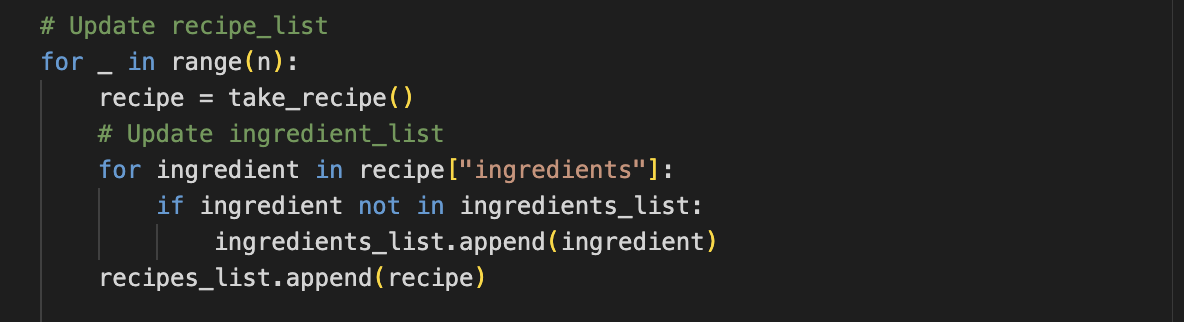 # Update recipe_list
for _ in range(n):
    recipe = take_recipe()
    # Update ingredient_list
    for ingredient in recipe["ingredients"]:
        if ingredient not in ingredients_list:
            ingredients_list.append(ingredient)
    recipes_list.append(recipe)